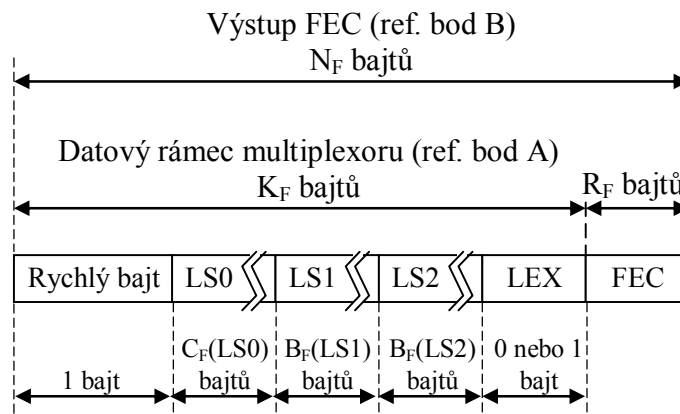 Výstup FEC (ref. bod B)
N_F bajtů
Datový rámec multiplexoru (ref. bod A)
K_F bajtů
R_F bajtů
Rychlý bajt LS0 LS1 LS2 LEX FEC
C_F(LS0) B_F(LS1) B_F(LS2) 0 nebo 1
1 bajt bajtů bajtů bajtů bajt